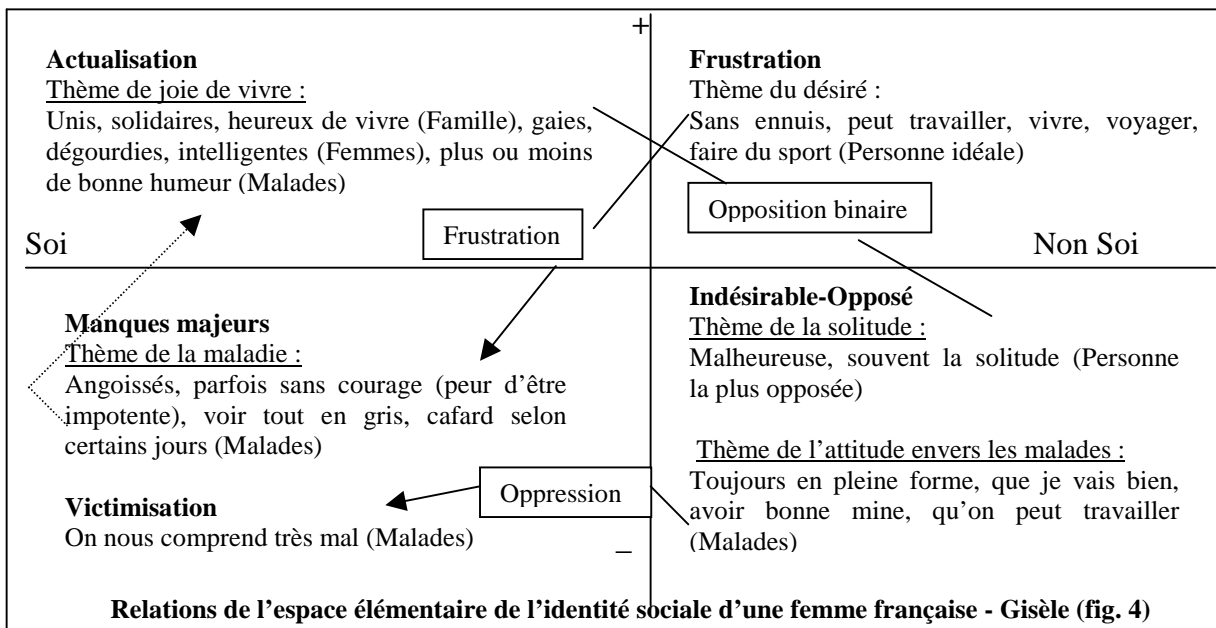 +
Actualisation
Thème de joie de vivre :
Unis, solidaires, heureux de vivre (Famille), gaies,
dégourdies, intelligentes (Femmes), plus ou moins
de bonne humeur (Malades)
Frustration
Thème du désiré :
Sans ennuis, peut travailler, vivre, voyager,
faire du sport (Personne idéale)
Opposition binaire
Frustration
Soi
Non Soi
Manques majeurs
Thème de la maladie :
Angoissés, parfois sans courage (peur d’être
impotente), voir tout en gris, cafard selon
certains jours (Malades)
Victimisation
On nous comprend très mal (Malades)
Oppression
Indésirable-Opposé
Thème de la solitude :
Malheureuse, souvent la solitude (Personne
la plus opposée)
Thème de l’attitude envers les malades :
Toujours en pleine forme, que je vais bien,
avoir bonne mine, qu’on peut travailler
(Malades)
–
Relations de l’espace élémentaire de l’identité sociale d’une femme française - Gisèle (fig. 4)